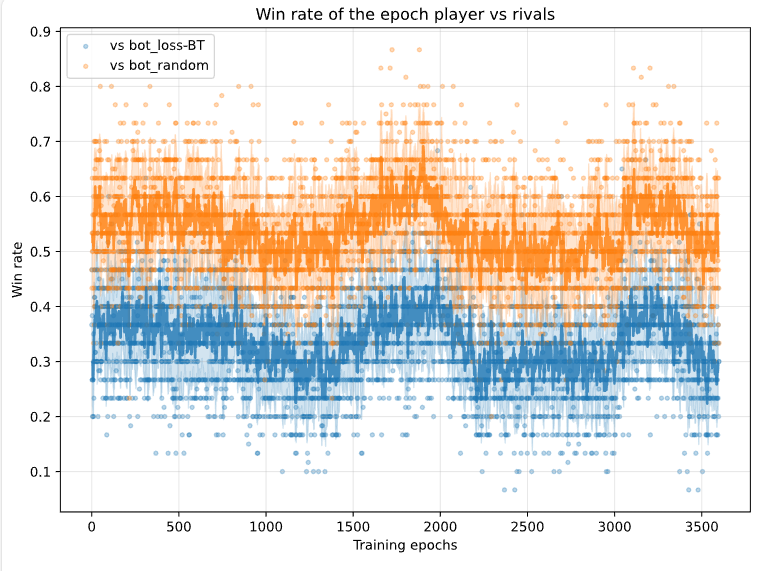 Win rate of the epoch player vs rivals
vs bot_loss-BT
vs bot_random
Win rate
0.9
0.8
0.7
0.6
0.5
0.4
0.3
0.2
0.1
0 500 1000 1500 2000 2500 3000 3500
Training epochs